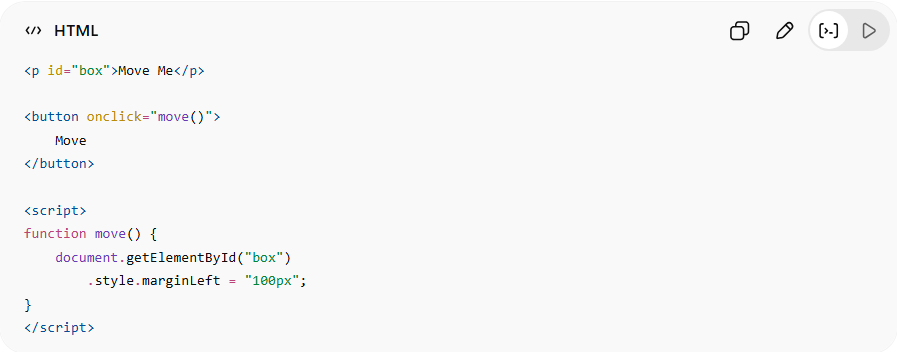 HTML
<p id="box">Move Me</p>
<button onclick="move()">
    Move
</button>
<script>
function move() {
    document.getElementById("box")
        .style.marginLeft = "100px";
}
</script>